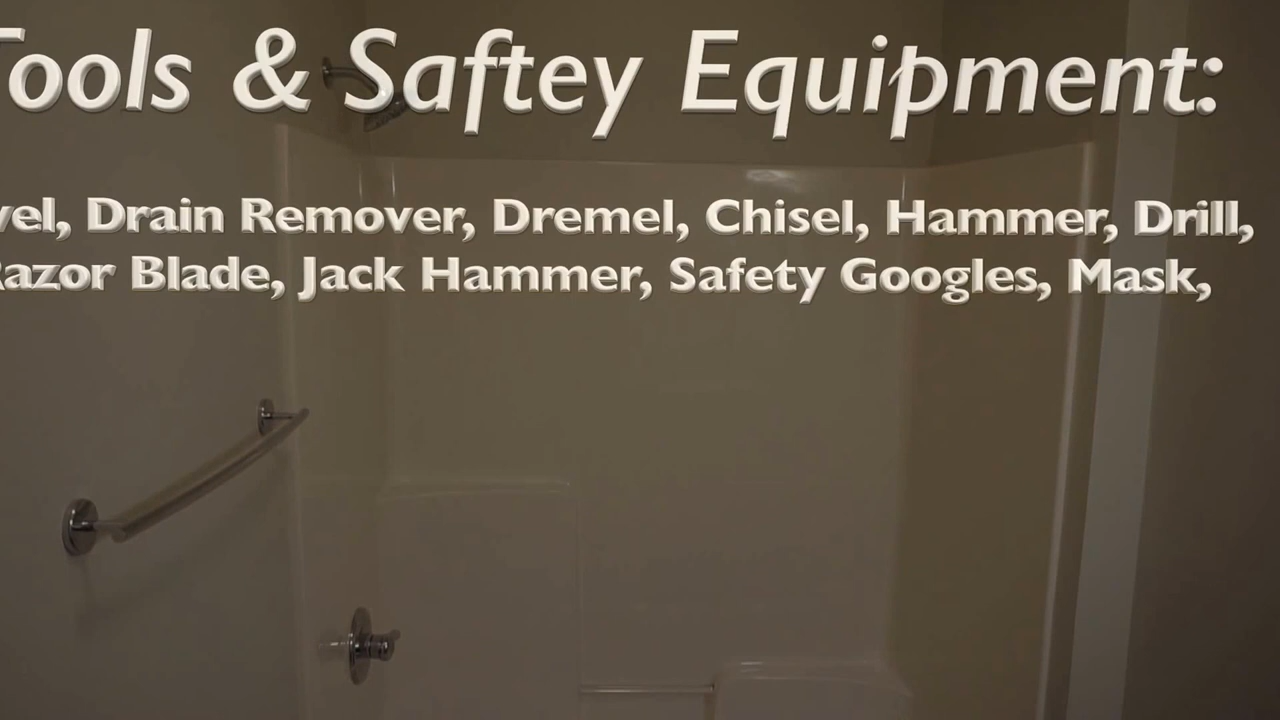 Tools & Saftey Equipment:
vel, Drain Remover, Dremel, Chisel, Hammer, Drill,
Razor Blade, Jack Hammer, Safety Googles, Mask,